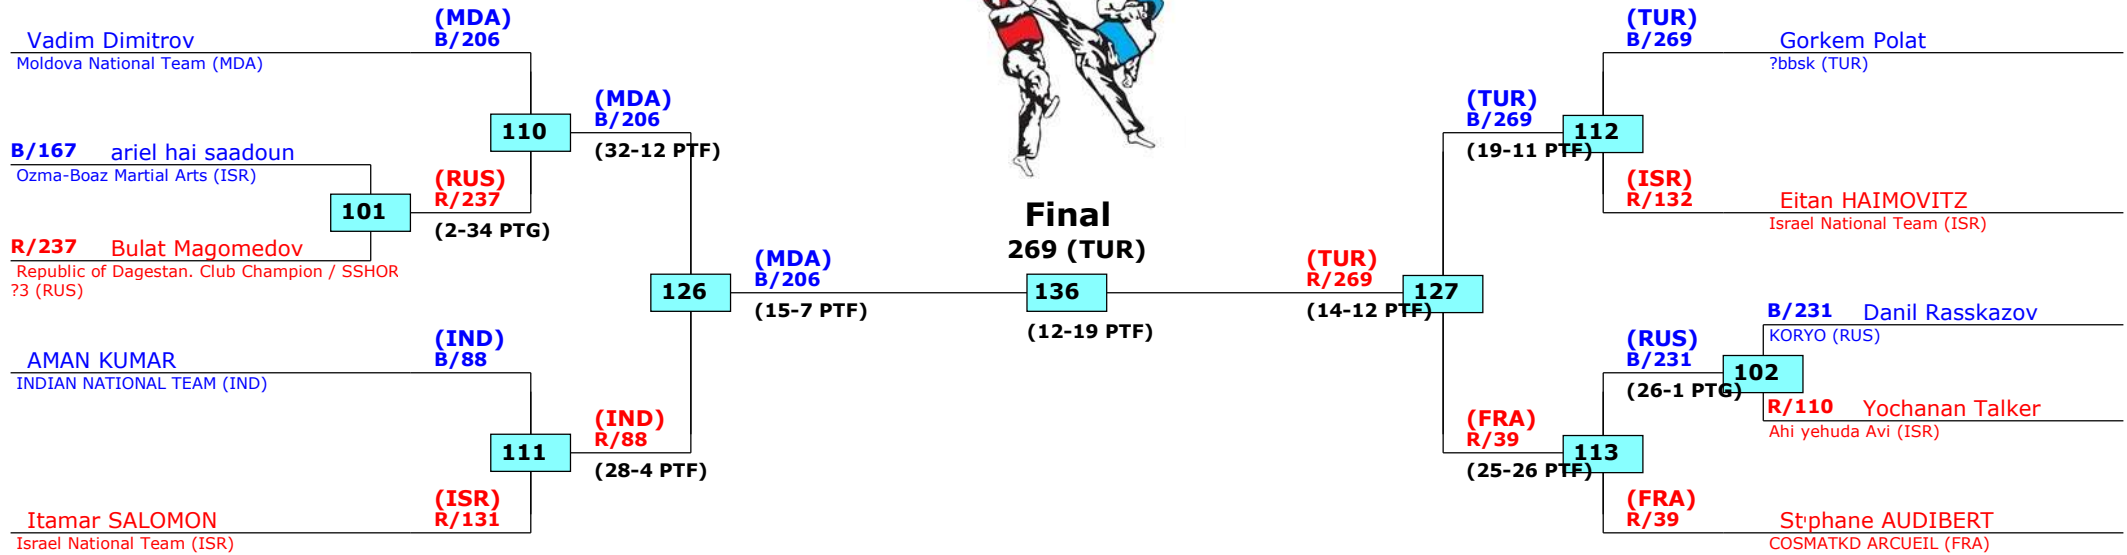 (MDA)
B/206
Vadim Dimitrov
Moldova National Team (MDA)
110
(MDA)
B/206
(32-12 PTF)
B/167 ariel hai saadoun
Ozma-Boaz Martial Arts (ISR)
101
(RUS)
R/237
(2-34 PTG)
R/237 Bulat Magomedov
Republic of Dagestan. Club Champion / SSHOR
?3 (RUS)
126
(MDA)
B/206
(15-7 PTF)
(IND)
B/88
AMAN KUMAR
INDIAN NATIONAL TEAM (IND)
111
(IND)
R/88
(28-4 PTF)
(ISR)
R/131
Itamar SALOMON
Israel National Team (ISR)
Final
269 (TUR)
136
(12-19 PTF)
(TUR)
R/269
(14-12 PTF)
127
(TUR)
B/269
(19-11 PTF)
112
(TUR)
B/269
Gorkem Polat
?bbsk (TUR)
(ISR)
R/132
Eitan HAIMOVITZ
Israel National Team (ISR)
B/231 Danil Rasskazov
KORYO (RUS)
(RUS)
B/231
(26-1 PTG)
102
R/110 Yochanan Talker
Ahi yehuda Avi (ISR)
(FRA)
R/39
(25-26 PTF)
113
(FRA)
R/39
AUDIBERT
COSMATKD ARCUEIL (FRA)